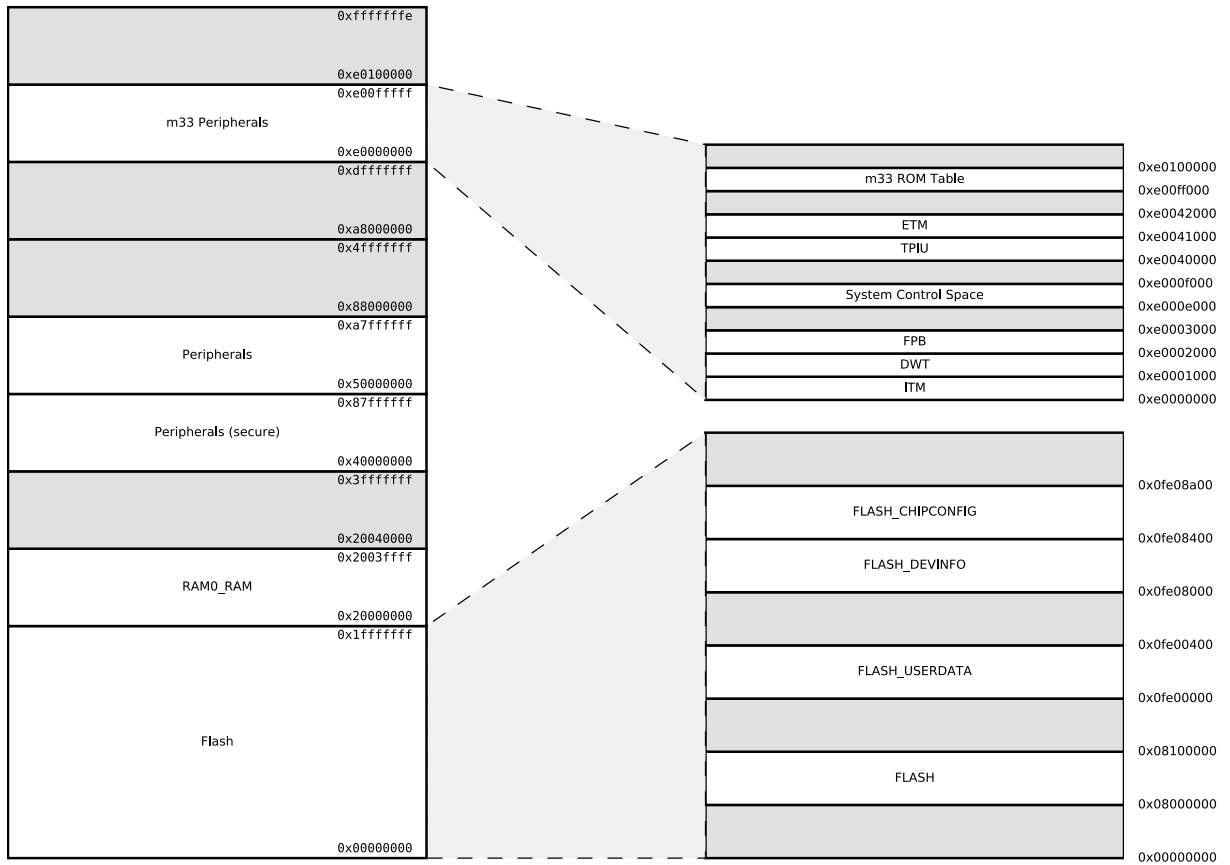 0xfffffffe
0xe0100000
0xe00fffff
m33 Peripherals
0xe0000000
0xdfffffff
0xa8000000
0x4fffffff
0x88000000
0xa7ffffff
Peripherals
0x50000000
0x87ffffff
Peripherals (secure)
0x40000000
0x3fffffff
0x20040000
0x2003ffff
RAM0_RAM
0x20000000
0x1fffffff
Flash
0x00000000
0xe0100000
m33 ROM Table
0xe00ff000
0xe0042000
ETM
0xe0041000
TPIU
0xe0040000
0xe000f000
System Control Space
0xe000e000
0xe0003000
FPB
0xe0002000
DWT
0xe0001000
ITM
0xe0000000
0x0fe08a00
FLASH_CHIPCONFIG
0x0fe08400
FLASH_DEVINFO
0x0fe08000
0x0fe00400
FLASH_USERDATA
0x0fe00000
0x08100000
FLASH
0x08000000
0x00000000